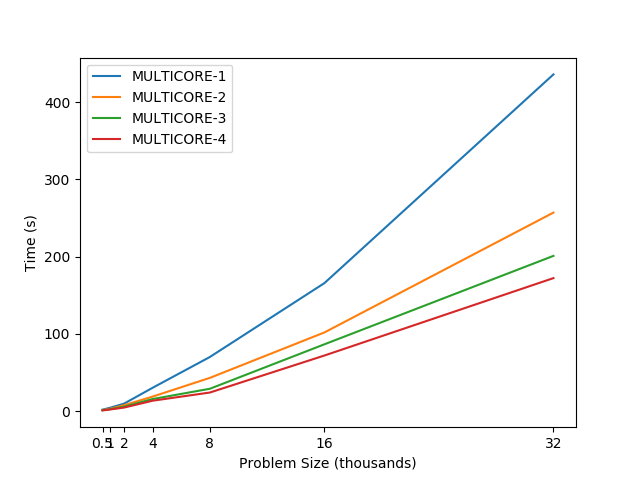 MULTICORE-1
MULTICORE-2
MULTICORE-3
MULTICORE-4
400
300
200
100
0
Time (s)
0.5 1 2 4 8 16 32
Problem Size (thousands)